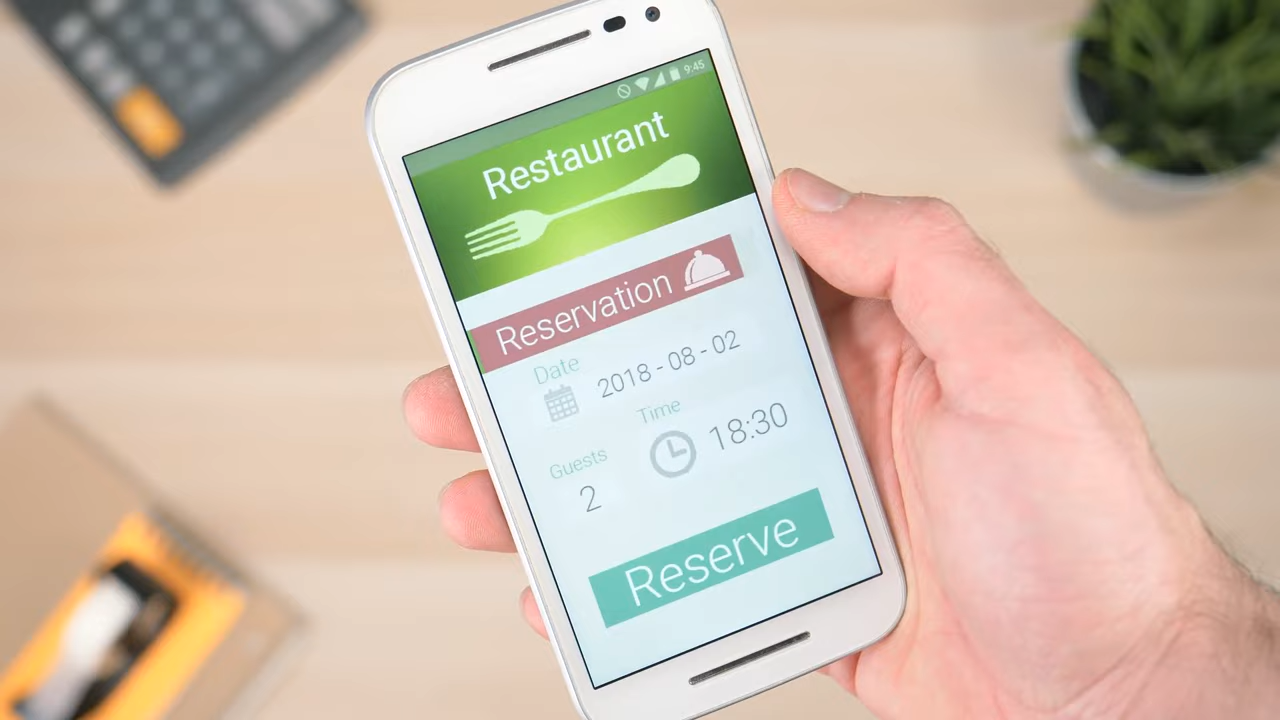 9:45
Restaurant
Reservation
Date
2018-08-02
Time
18:30
Guests
2
Reserve